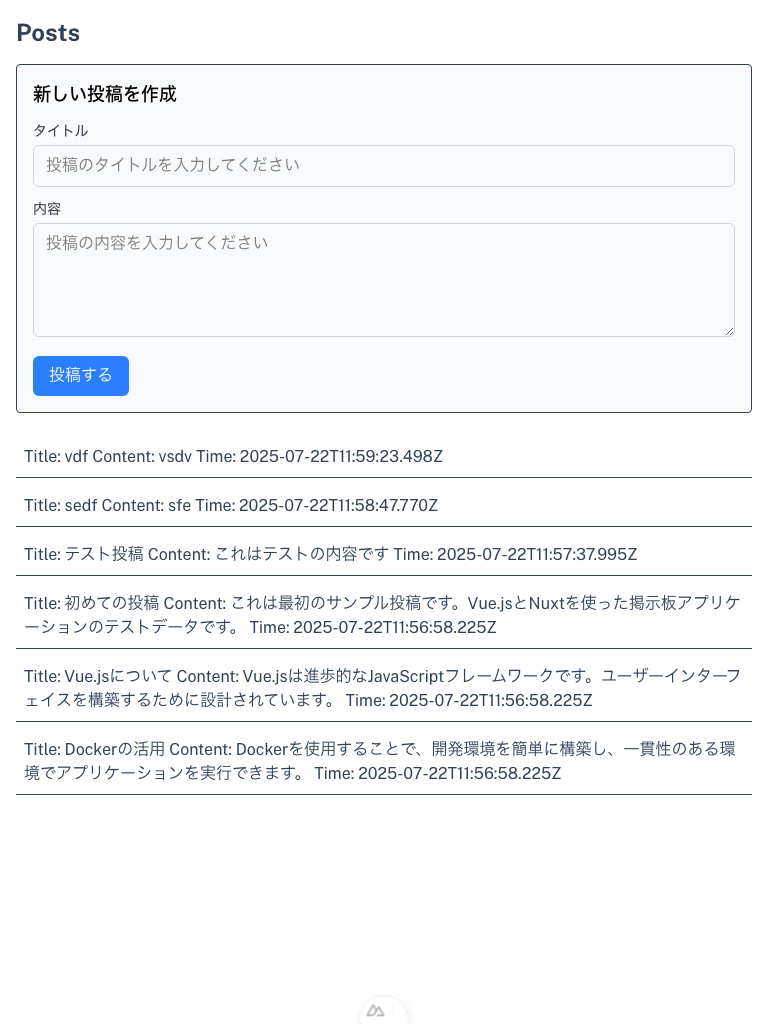 Posts
新しい投稿を作成
タイトル
投稿のタイトルを入力してください
内容
投稿の内容を入力してください
投稿する
Title: vdf Content: vsdv Time: 2025-07-22T11:59:23.498Z
Title: sedf Content: sfe Time: 2025-07-22T11:58:47.770Z
Title: テスト投稿 Content: これはテストの内容です Time: 2025-07-22T11:57:37.995Z
Title: 初めての投稿 Content: これは最初のサンプル投稿です。Vue.jsとNuxtを使った掲示板アプリケ
ーションのテストデータです。 Time: 2025-07-22T11:56:58.225Z
Title: Vue.jsについて Content: Vue.jsは進歩的なJavaScriptフレームワークです。ユーザーインターフ
ェイスを構築するために設計されています。 Time: 2025-07-22T11:56:58.225Z
Title: Dockerの活用 Content: Dockerを使用することで、開発環境を簡単に構築し、一貫性のある環
境でアプリケーションを実行できます。 Time: 2025-07-22T11:56:58.225Z